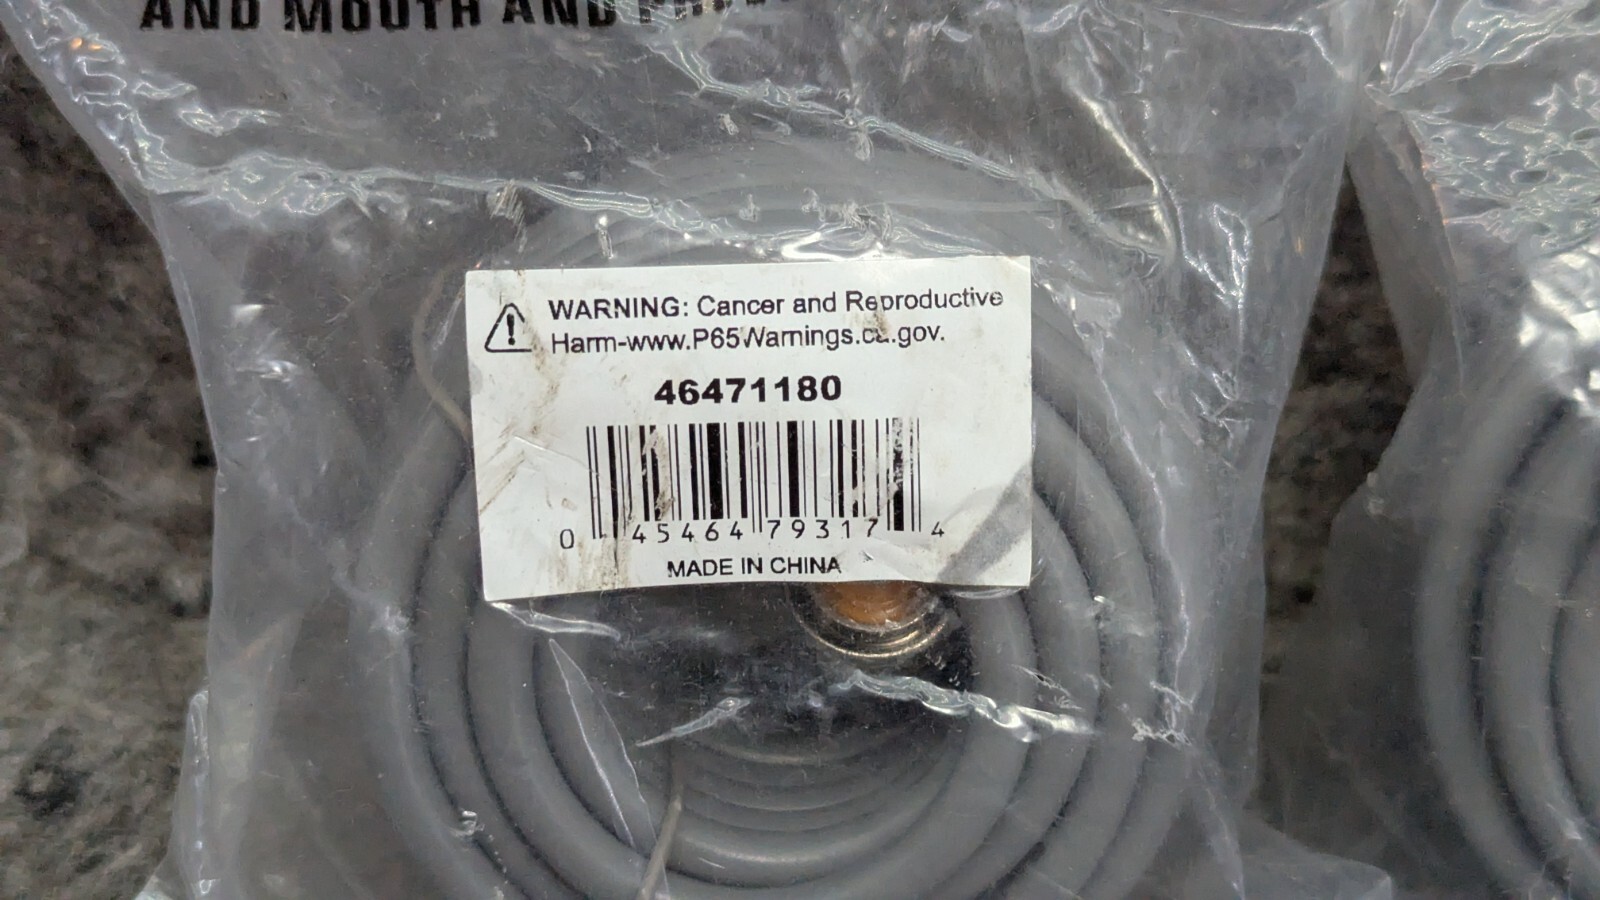 AND MOUTH AND
WARNING: Cancer and Reproductive
Harm-www.P65Warnings.ca.gov.
46471180
0 45464 79317 4
MADE IN CHINA